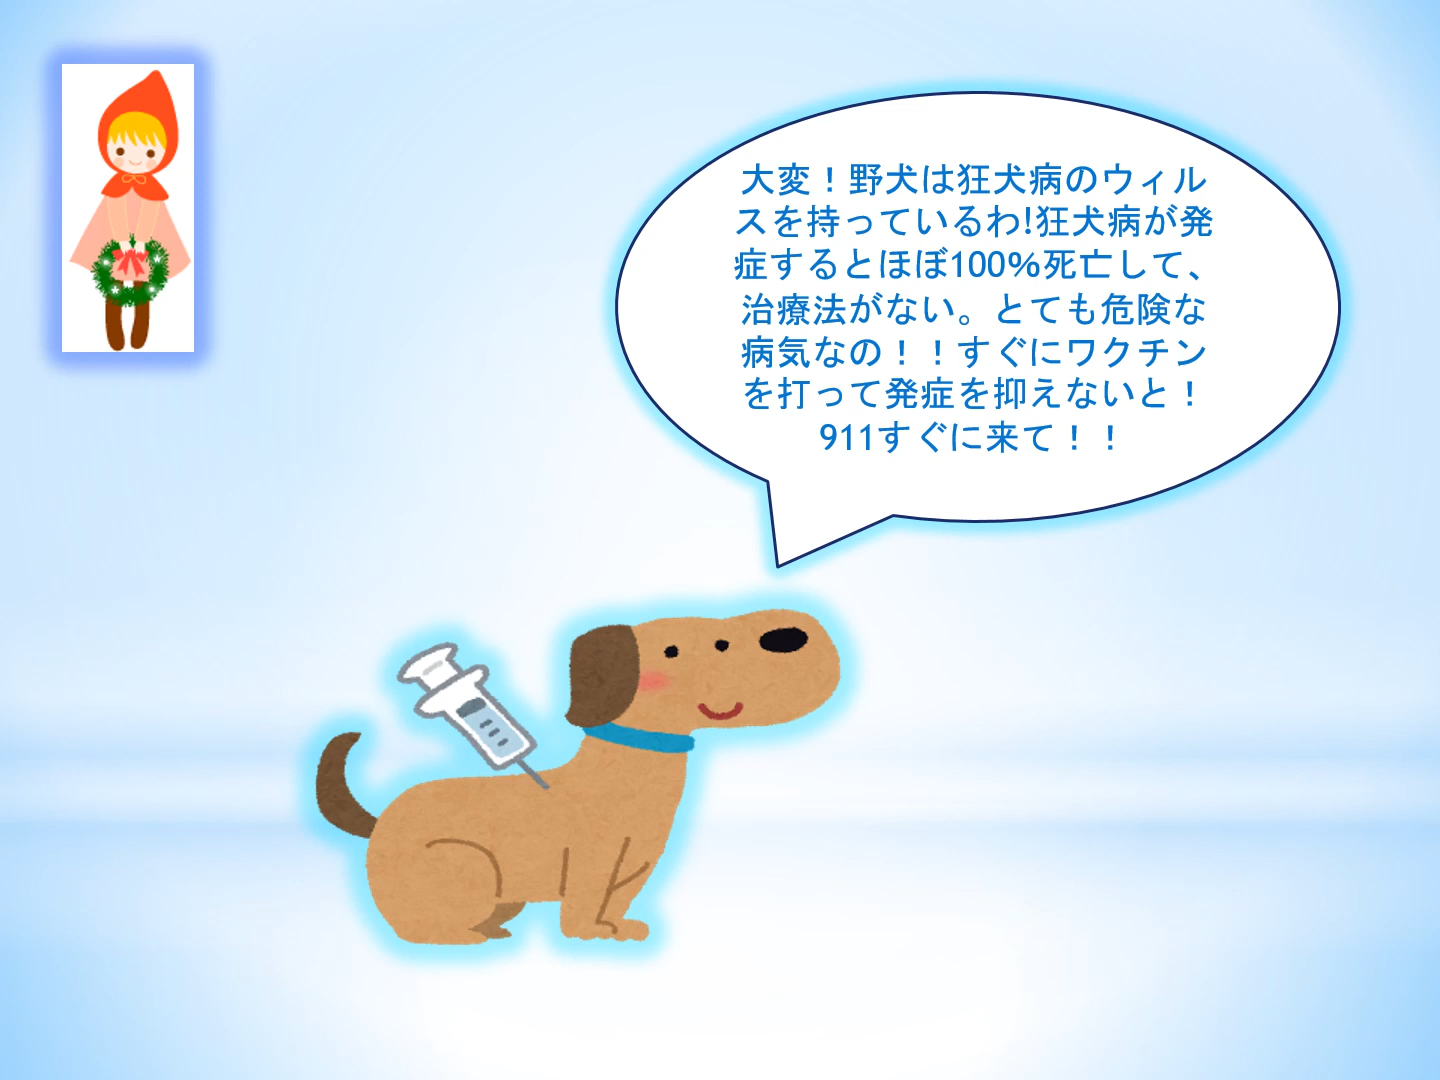 大変！野犬は狂犬病のウィル
スを持っているわ!狂犬病が発
症するとほぼ100%死亡して、
治療法がない。とても危険な
病気なの！！すぐにワクチン
を打って発症を抑えないと！
911すぐに来て！！